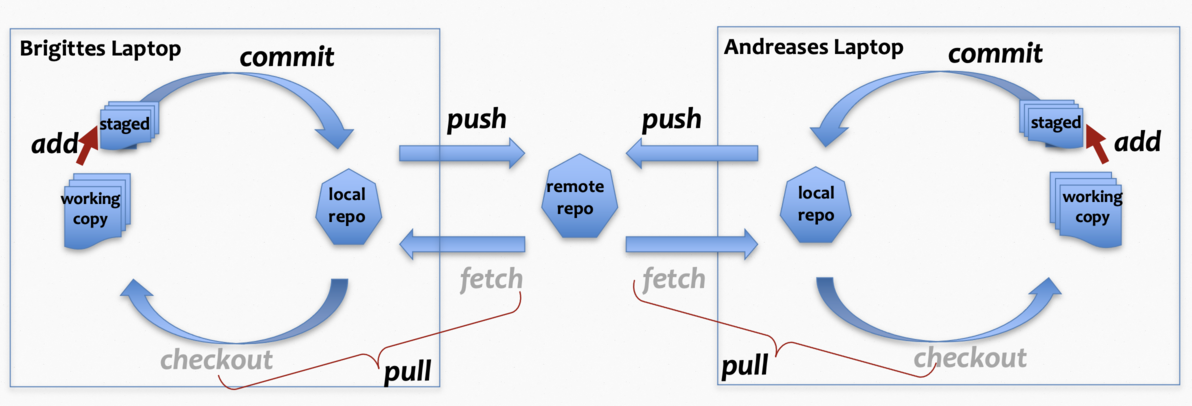 Brigittes Laptop
commit
staged
add
working
copy
local
repo
checkout
push
fetch
pull
remote
repo
push
fetch
pull
Andreases Laptop
commit
staged
add
working
copy
local
repo
checkout